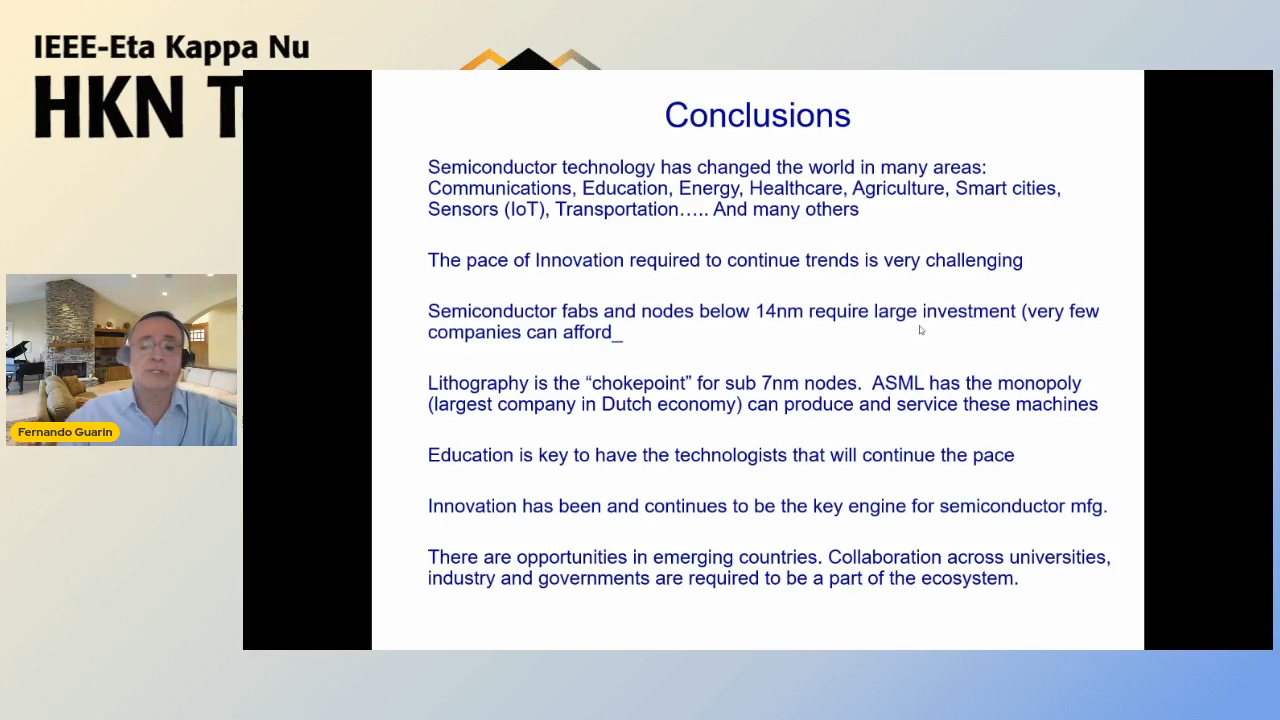 IEEE-Eta Kappa Nu
HKN T
Conclusions
Semiconductor technology has changed the world in many areas:
Communications, Education, Energy, Healthcare, Agriculture, Smart cities,
Sensors (IoT), Transportation….. And many others
The pace of Innovation required to continue trends is very challenging
Semiconductor fabs and nodes below 14nm require large investment (very few
companies can afford_
Lithography is the “chokepoint” for sub 7nm nodes.  ASML has the monopoly
(largest company in Dutch economy) can produce and service these machines
Education is key to have the technologists that will continue the pace
Innovation has been and continues to be the key engine for semiconductor mfg.
There are opportunities in emerging countries. Collaboration across universities,
industry and governments are required to be a part of the ecosystem.
Fernando Guarin